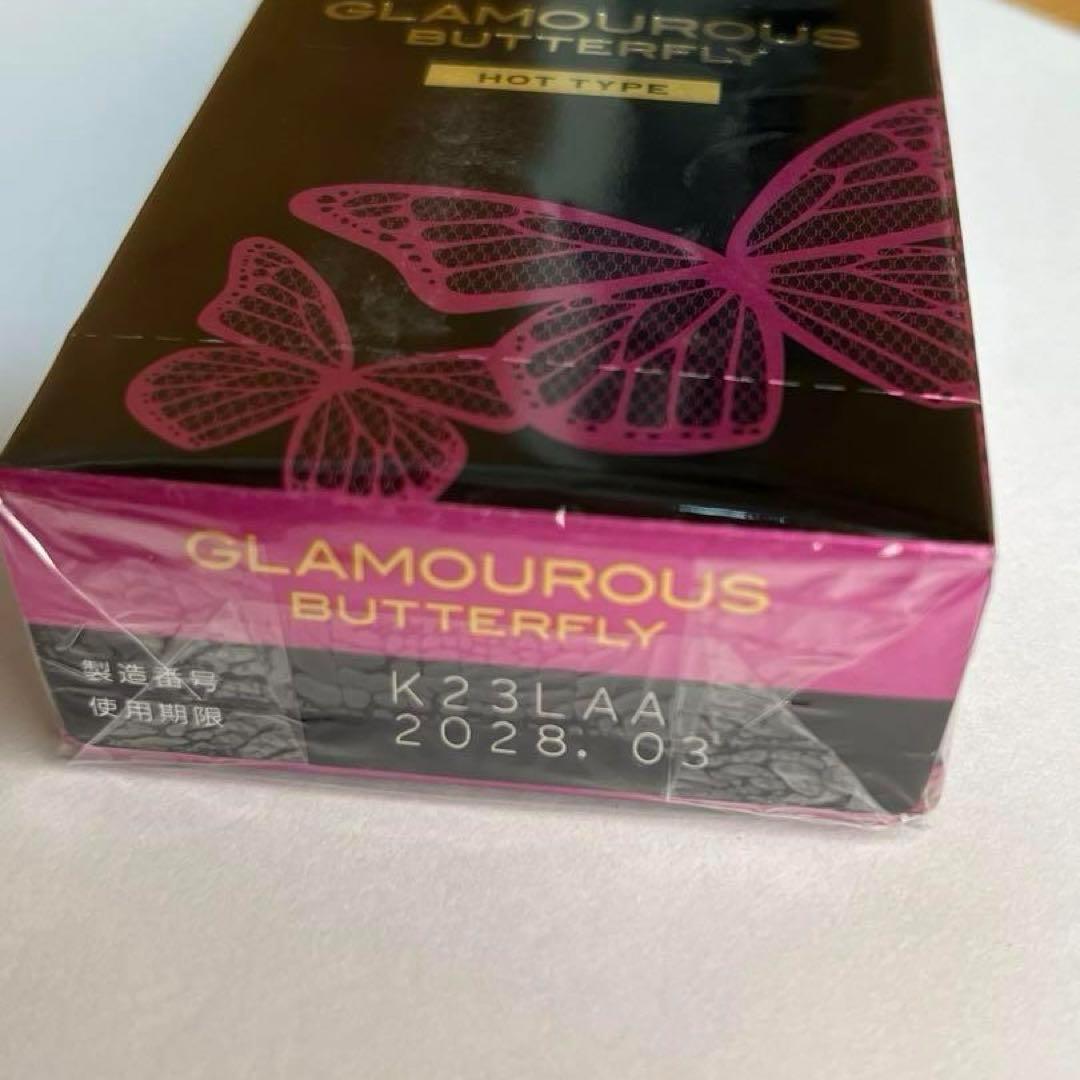 GLAMOUROUS
BUTTERFLY
HOT TYPE
GLAMOUROUS
BUTTERFLY
製造番号 K23LAA
使用期限 2028. 03